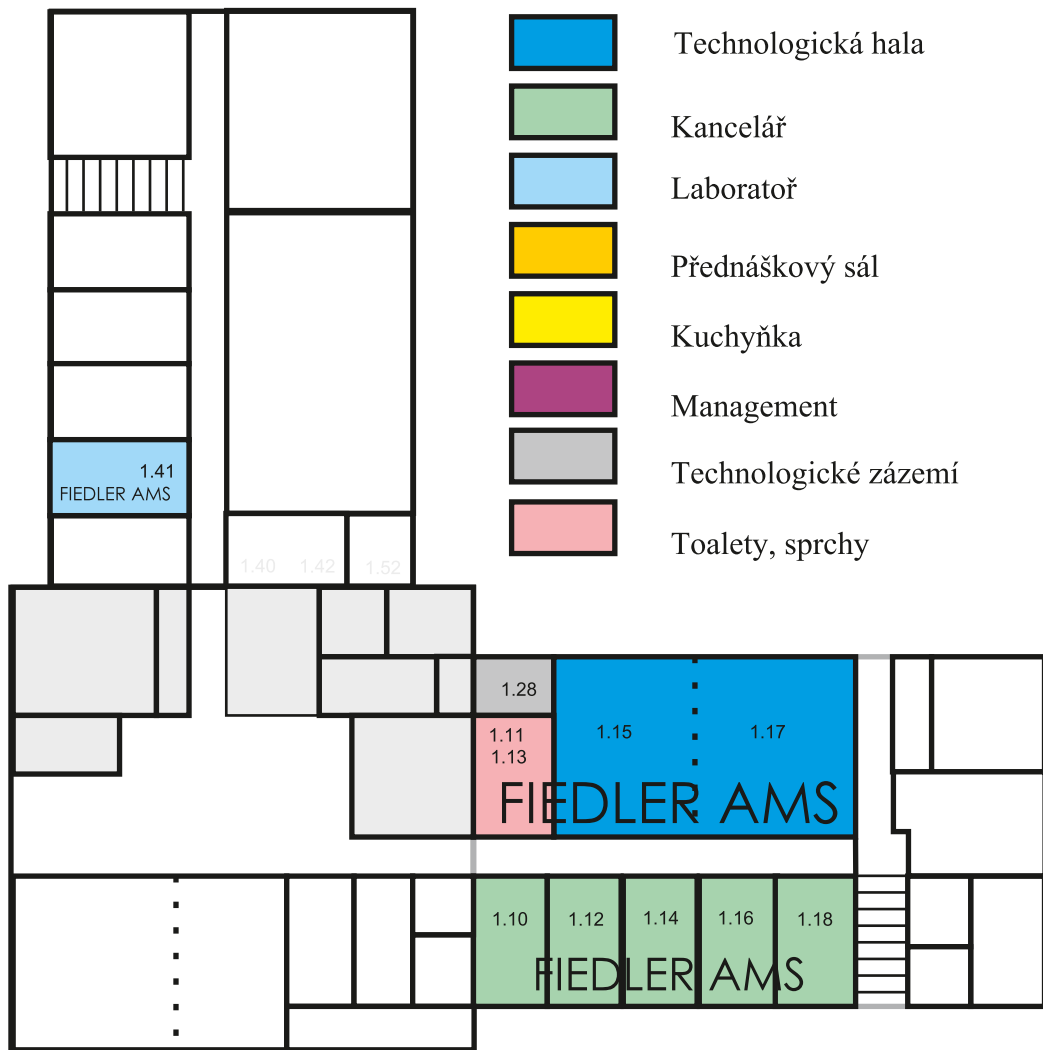 Technologická hala
Kancelář
Laboratoř
Přednáškový sál
Kuchyňka
Management
Technologické zázemí
Toalety, sprchy
1.41
FIEDLER AMS
1.40 1.42 1.52
1.28
1.11
1.13
1.15 1.17
FIEDLER AMS
1.10 1.12 1.14 1.16 1.18
FIEDLER AMS